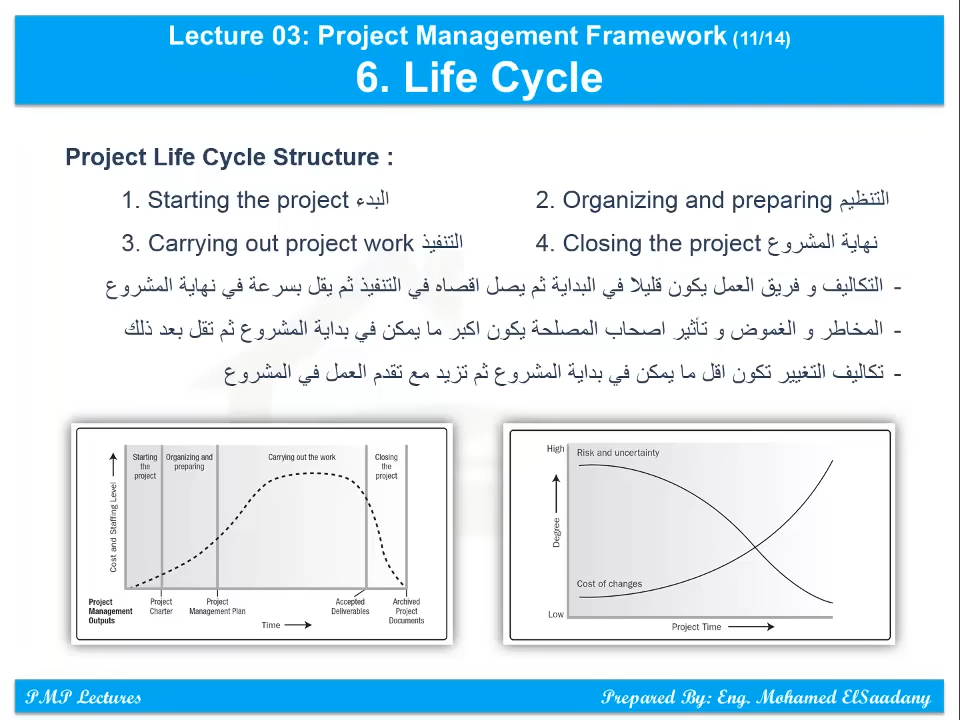 Lecture 03: Project Management Framework (11/14)
6. Life Cycle
Project Life Cycle Structure :
1. Starting the project البدء
2. Organizing and preparing التنظيم
3. Carrying out project work التنفيذ
4. Closing the project نهاية المشروع
- التكاليف و فريق العمل يكون قليلا في البداية ثم يصل اقصاه في التنفيذ ثم يقل بسرعة في نهاية المشروع
- المخاطر و الغموض و تأثير اصحاب المصلحة يكون اكبر ما يمكن في بداية المشروع ثم تقل بعد ذلك
- تكاليف التغيير تكون اقل ما يمكن في بداية المشروع ثم تزيد مع تقدم العمل في المشروع
Starting
the
project
Organizing and
preparing
Carrying out the work
Closing
the
project
Cost and Staffing Level
Project
Management
Outputs
Project
Charter
Project
Management Plan
Accepted
Deliverables
Archived
Project
Documents
Time
High
Risk and uncertainty
Degree
Cost of changes
Low
Project Time
PMP Lectures
Prepared By: Eng. Mohamed ElSaadany